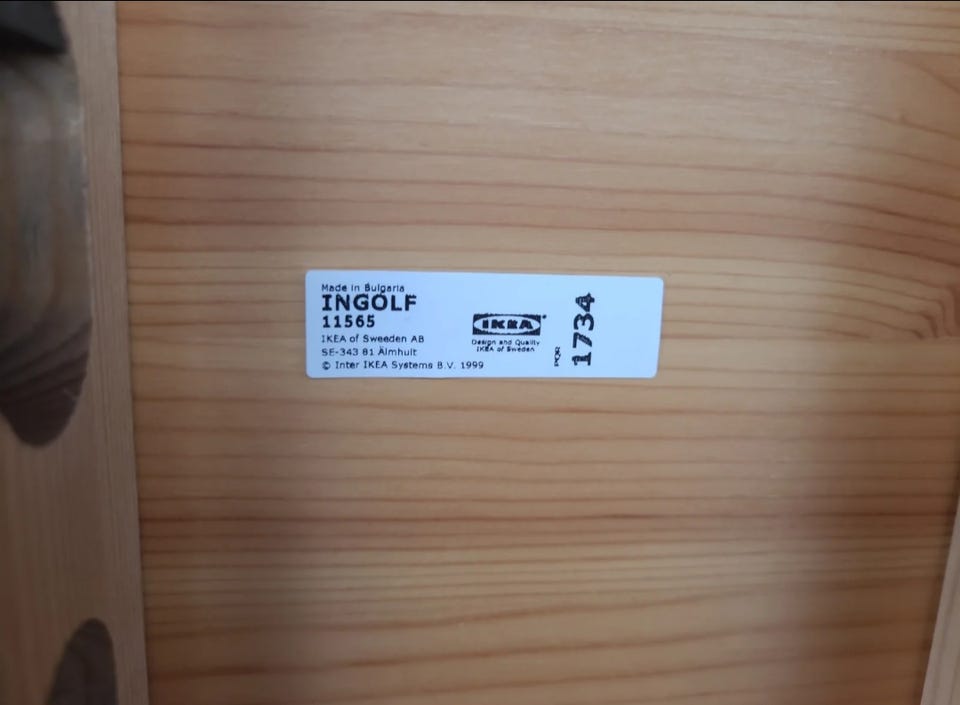 Made in Bulgaria
INGOLF
11565
IKEA of Sweeden AB
SE-343 81 Älmhult
© Inter IKEA Systems B.V. 1999
IKEA®
Design and Quality
IKEA of Sweden
PQR
1734